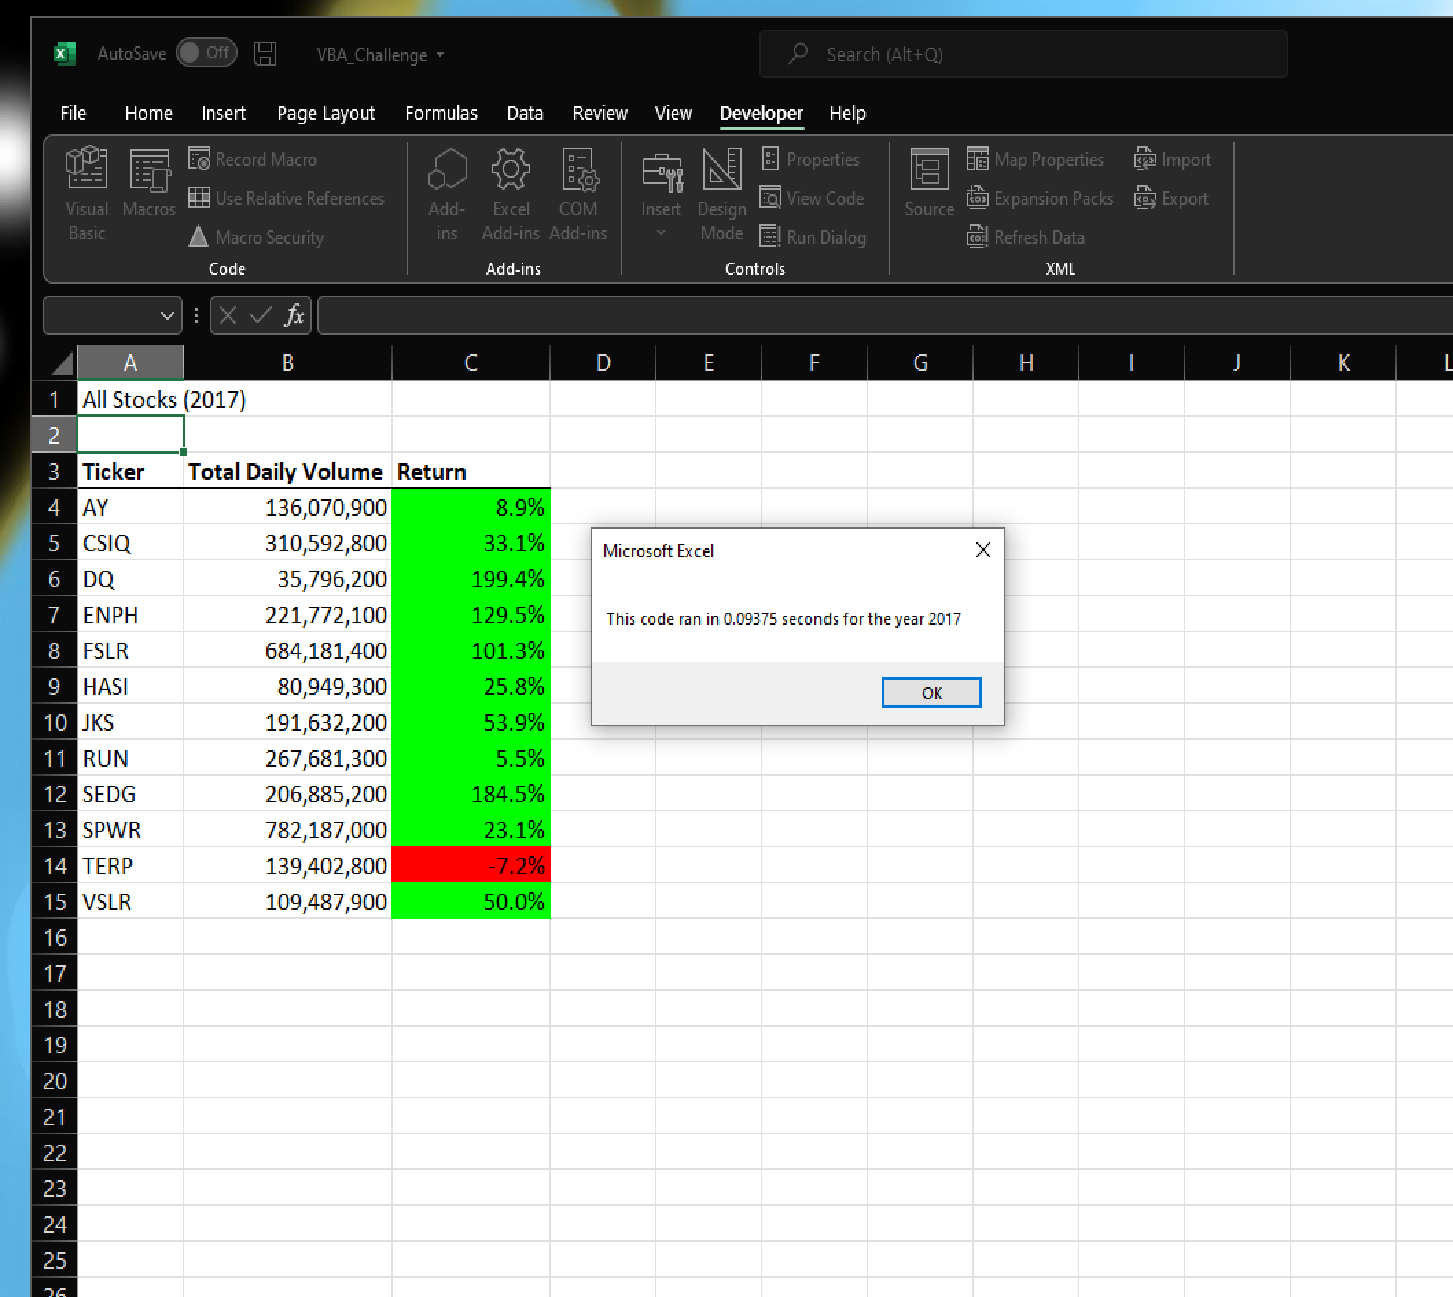 AutoSave Off VBA_Challenge Search (Alt+Q)
File Home Insert Page Layout Formulas Data Review View Developer Help
Visual Basic
Macros
Record Macro
Use Relative References
Macro Security
Code
Add-ins
Excel Add-ins
COM Add-ins
Add-ins
Insert
Design Mode
Properties
View Code
Run Dialog
Controls
Source
Map Properties
Expansion Packs
Refresh Data
Import
Export
XML
fx
A B C D E F G H I J K L
1 All Stocks (2017)
2
3 Ticker Total Daily Volume Return
4 AY 136,070,900 8.9%
5 CSIQ 310,592,800 33.1%
6 DQ 35,796,200 199.4%
7 ENPH 221,772,100 129.5%
8 FSLR 684,181,400 101.3%
9 HASI 80,949,300 25.8%
10 JKS 191,632,200 53.9%
11 RUN 267,681,300 5.5%
12 SEDG 206,885,200 184.5%
13 SPWR 782,187,000 23.1%
14 TERP 139,402,800 -7.2%
15 VSLR 109,487,900 50.0%
16
17
18
19
20
21
22
23
24
25
26
Microsoft Excel
This code ran in 0.09375 seconds for the year 2017
OK